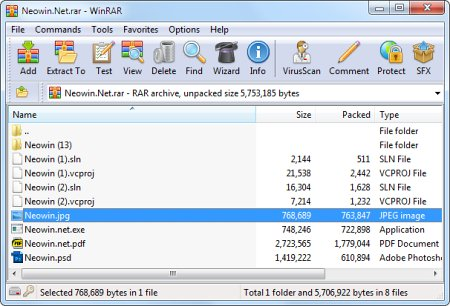 Neowin.Net.rar - WinRAR
File Commands Tools Favorites Options Help
Add Extract To Test View Delete Find Wizard Info VirusScan Comment Protect SFX
Neowin.Net.rar - RAR archive, unpacked size 5,753,185 bytes
Name Size Packed Type
.. File folder
Neowin (13) File folder
Neowin (1).sln 2,144 511 SLN File
Neowin (1).vcproj 21,538 2,442 VCPROJ File
Neowin (2).sln 16,304 1,628 SLN File
Neowin (2).vcproj 7,214 1,232 VCPROJ File
Neowin.jpg 768,689 763,847 JPEG image
Neowin.net.exe 748,246 722,898 Application
Neowin.net.pdf 2,723,565 1,779,044 PDF Document
Neowin.psd 1,419,222 610,894 Adobe Photoshop
Selected 768,689 bytes in 1 file Total 1 folder and 5,706,922 bytes in 8 files